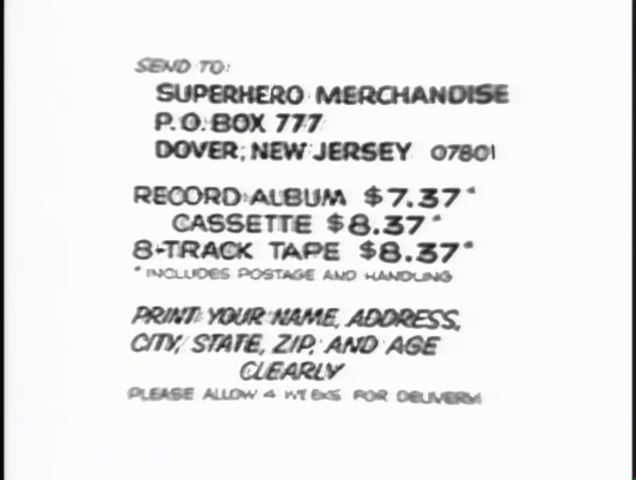 SEND TO:
SUPERHERO MERCHANDISE
P.O. BOX 777
DOVER, NEW JERSEY 07801
RECORD ALBUM $7.37*
CASSETTE $8.37*
8-TRACK TAPE $8.37*
*INCLUDES POSTAGE AND HANDLING
PRINT YOUR NAME, ADDRESS,
CITY, STATE, ZIP, AND AGE
CLEARLY
PLEASE ALLOW 4 WEEKS FOR DELIVERY